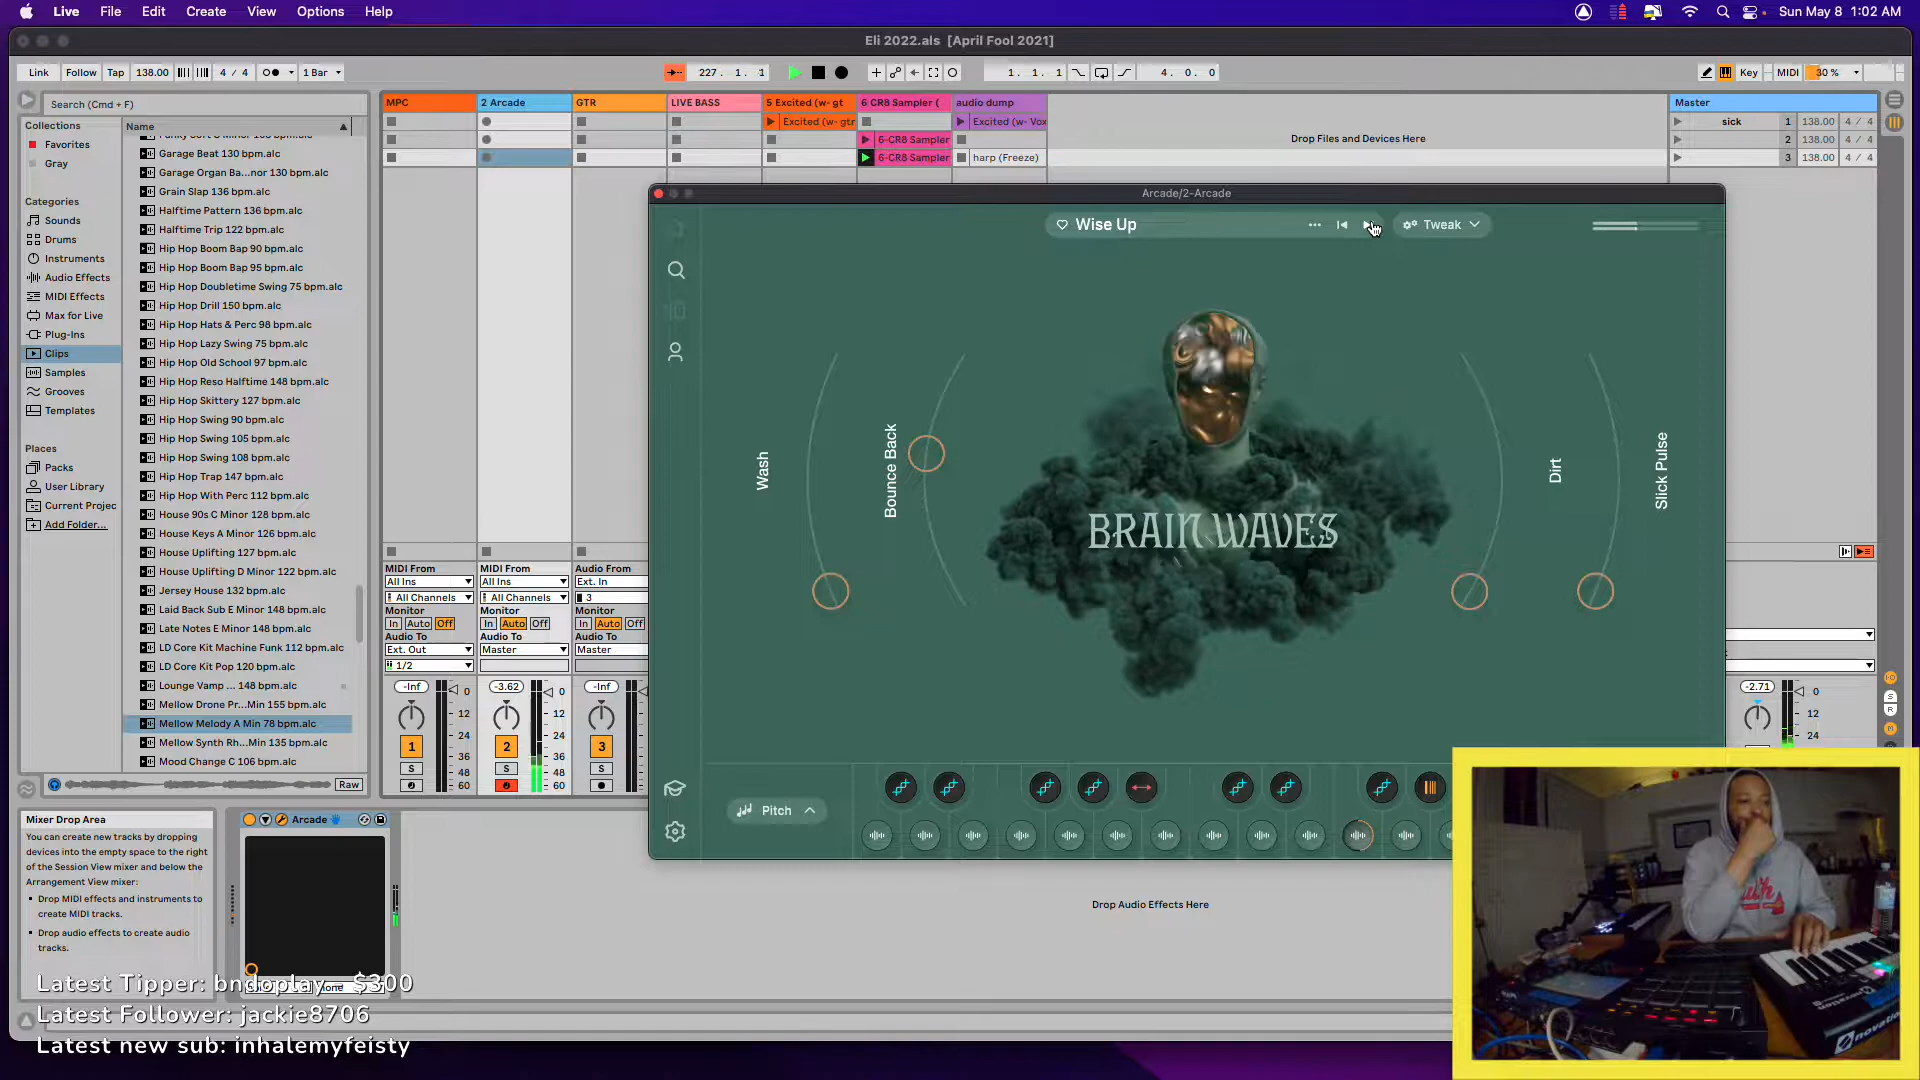 Live File Edit Create View Options Help
Sun May 8 1:02 AM
Eli 2022.als [April Fool 2021]
Link Follow Tap 138.00 4 / 4 1 Bar
227. 1. 1
1. 1. 1 4. 0. 0
Key MIDI 30 %
Search (Cmd + F)
Collections
Favorites
Gray
Categories
Sounds
Drums
Instruments
Audio Effects
MIDI Effects
Max for Live
Plug-Ins
Clips
Samples
Grooves
Templates
Places
Packs
User Library
Current Projec
Add Folder...
Name
Garage Beat 130 bpm.alc
Garage Organ Ba...nor 130 bpm.alc
Grain Slap 136 bpm.alc
Halftime Pattern 136 bpm.alc
Halftime Trip 122 bpm.alc
Hip Hop Boom Bap 90 bpm.alc
Hip Hop Boom Bap 95 bpm.alc
Hip Hop Doubletime Swing 75 bpm.alc
Hip Hop Drill 150 bpm.alc
Hip Hop Hats & Perc 98 bpm.alc
Hip Hop Lazy Swing 75 bpm.alc
Hip Hop Old School 97 bpm.alc
Hip Hop Reso Halftime 148 bpm.alc
Hip Hop Skittery 127 bpm.alc
Hip Hop Swing 90 bpm.alc
Hip Hop Swing 105 bpm.alc
Hip Hop Swing 108 bpm.alc
Hip Hop Trap 147 bpm.alc
Hip Hop With Perc 112 bpm.alc
House 90s C Minor 128 bpm.alc
House Keys A Minor 126 bpm.alc
House Uplifting 127 bpm.alc
House Uplifting D Minor 122 bpm.alc
Jersey House 132 bpm.alc
Laid Back Sub E Minor 148 bpm.alc
Late Notes E Minor 148 bpm.alc
LD Core Kit Machine Funk 112 bpm.alc
LD Core Kit Pop 120 bpm.alc
Lounge Vamp ... 148 bpm.alc
Mellow Drone Pr...Min 155 bpm.alc
Mellow Melody A Min 78 bpm.alc
Mellow Synth Rh...Min 135 bpm.alc
Mood Change C 106 bpm.alc
Raw
MPC 2 Arcade GTR LIVE BASS 5 Excited (w- gt 6 CR8 Sampler ( audio dump Master
Excited (w- gtr Excited (w- Vox sick 1 138.00 4 / 4
6-CR8 Sampler Drop Files and Devices Here 2 138.00 4 / 4
6-CR8 Sampler harp (Freeze) 3 138.00 4 / 4
Arcade/2-Arcade
Wise Up
Tweak
Wash
Bounce Back
BRAIN WAVES
Dirt
Slick Pulse
Pitch
MIDI From MIDI From Audio From
All Ins All Ins Ext. In
All Channels All Channels 3
Monitor Monitor Monitor
In Auto Off In Auto Off In Auto Off
Audio To Audio To Audio To
Ext. Out Master Master
1/2
-Inf -3.62 -Inf -2.71
0 0 0
12 12 12
24 24 24
36 36
48 48
60 60
1 2 3
S S S
Mixer Drop Area
You can create new tracks by dropping
devices into the empty space to the right
of the Session View mixer and below the
Arrangement View mixer:
Drop MIDI effects and instruments to
create MIDI tracks.
Drop audio effects to create audio
tracks.
Arcade
Drop Audio Effects Here
Latest Tipper: bndoplay - $300
Latest Follower: jackie8706
Latest new sub: inhalemyfeisty
novation